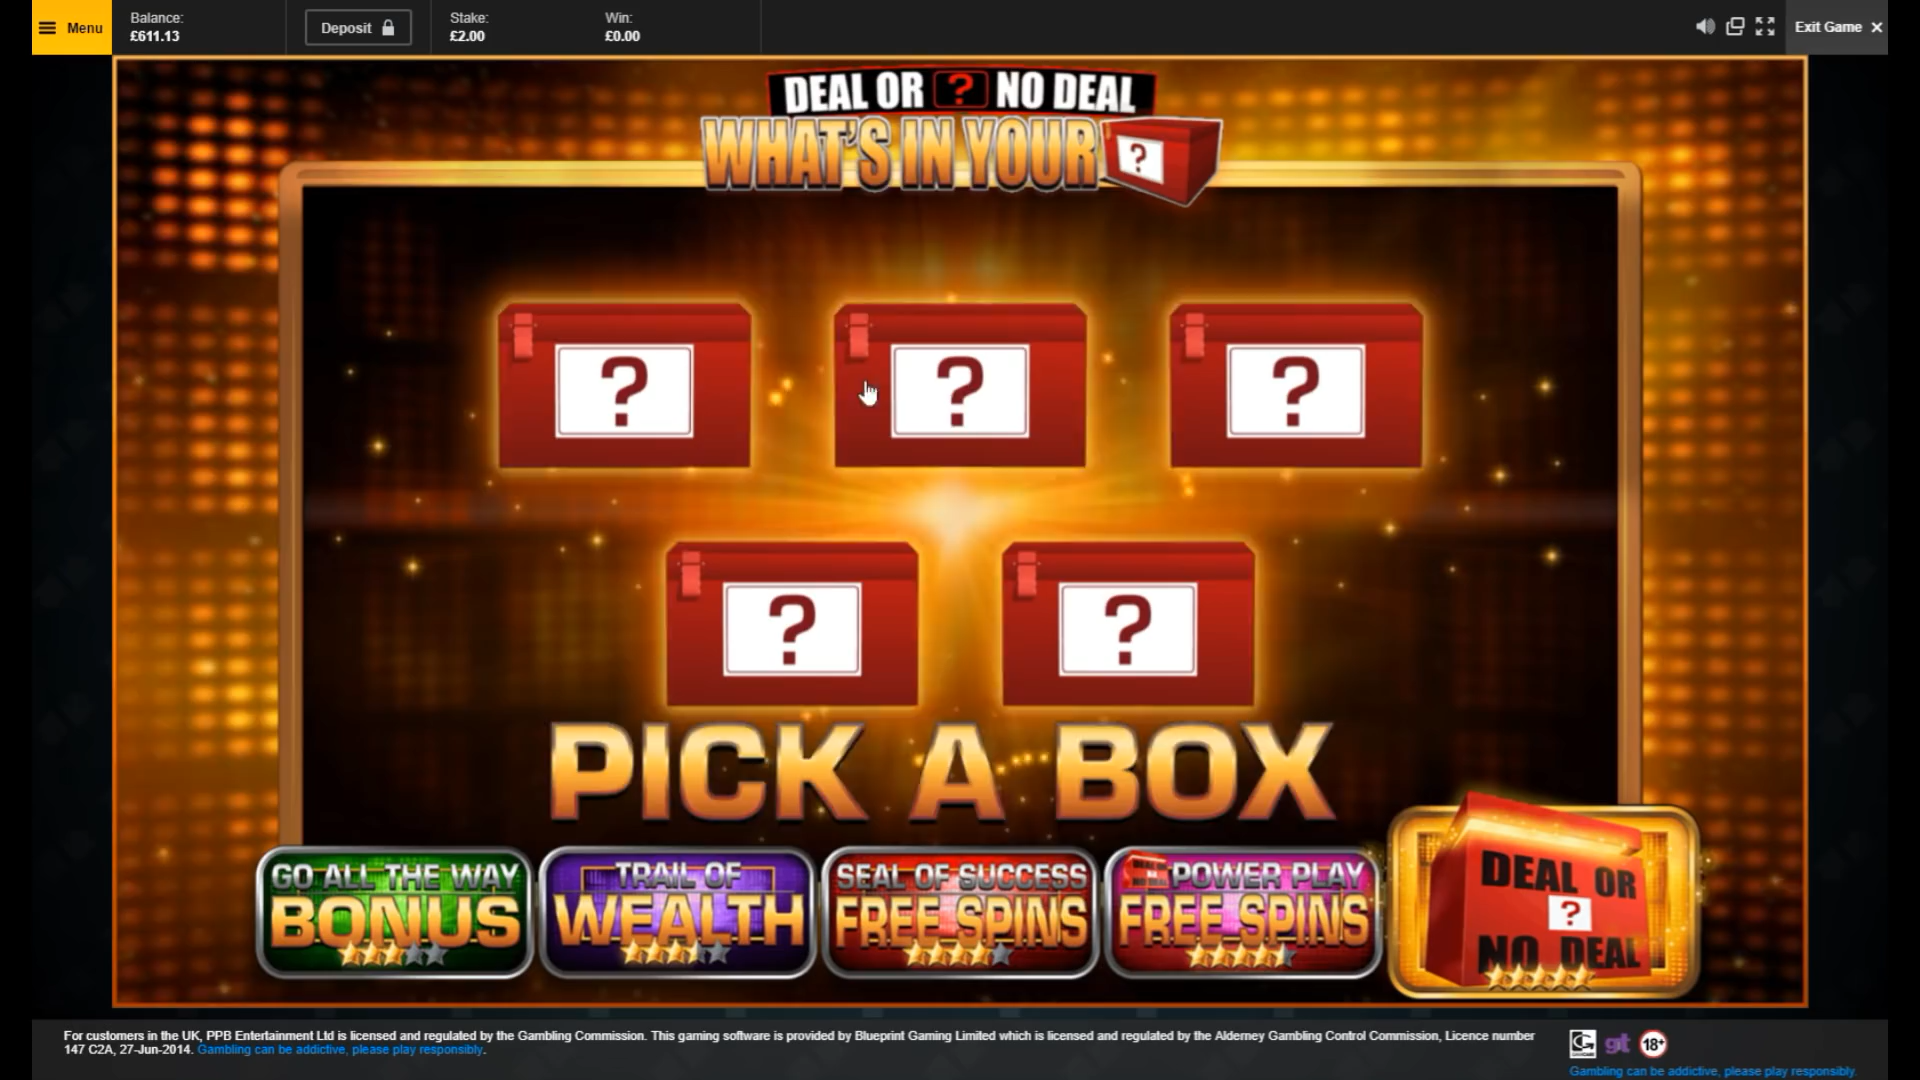 Menu
Balance:
£611.13
Deposit
Stake:
£2.00
Win:
£0.00
Exit Game
DEAL OR ? NO DEAL
WHAT'S IN YOUR
?
? ? ?
? ?
PICK A BOX
GO ALL THE WAY
BONUS
TRAIL OF
WEALTH
SEAL OF SUCCESS
FREE SPINS
POWER PLAY
FREE SPINS
DEAL OR
?
NO DEAL
For customers in the UK, PPB Entertainment Ltd is licensed and regulated by the Gambling Commission. This gaming software is provided by Blueprint Gaming Limited which is licensed and regulated by the Alderney Gambling Control Commission, Licence number
147 C2A, 27-Jun-2014. Gambling can be addictive, please play responsibly.
gt
18+
Gambling can be addictive, please play responsibly.